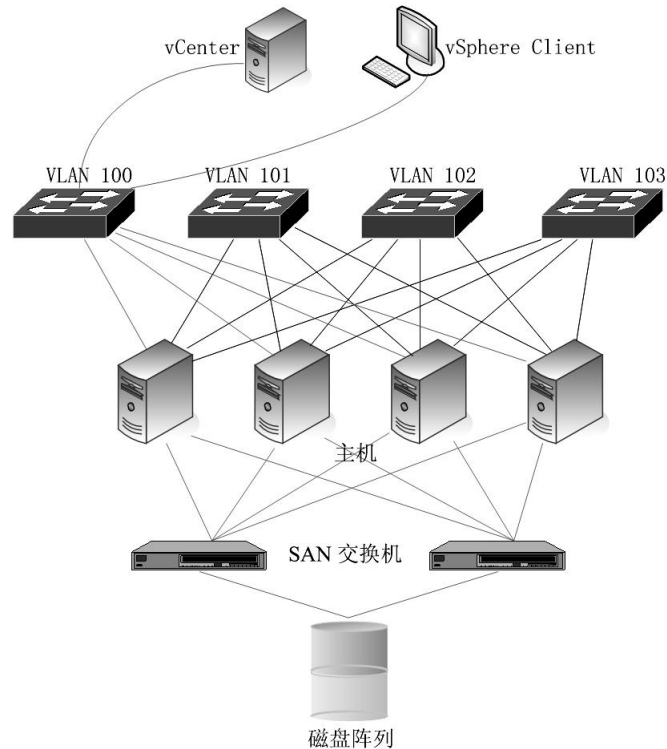 vCenter
vSphere Client
VLAN 100
VLAN 101
VLAN 102
VLAN 103
主机
SAN 交换机
磁盘阵列